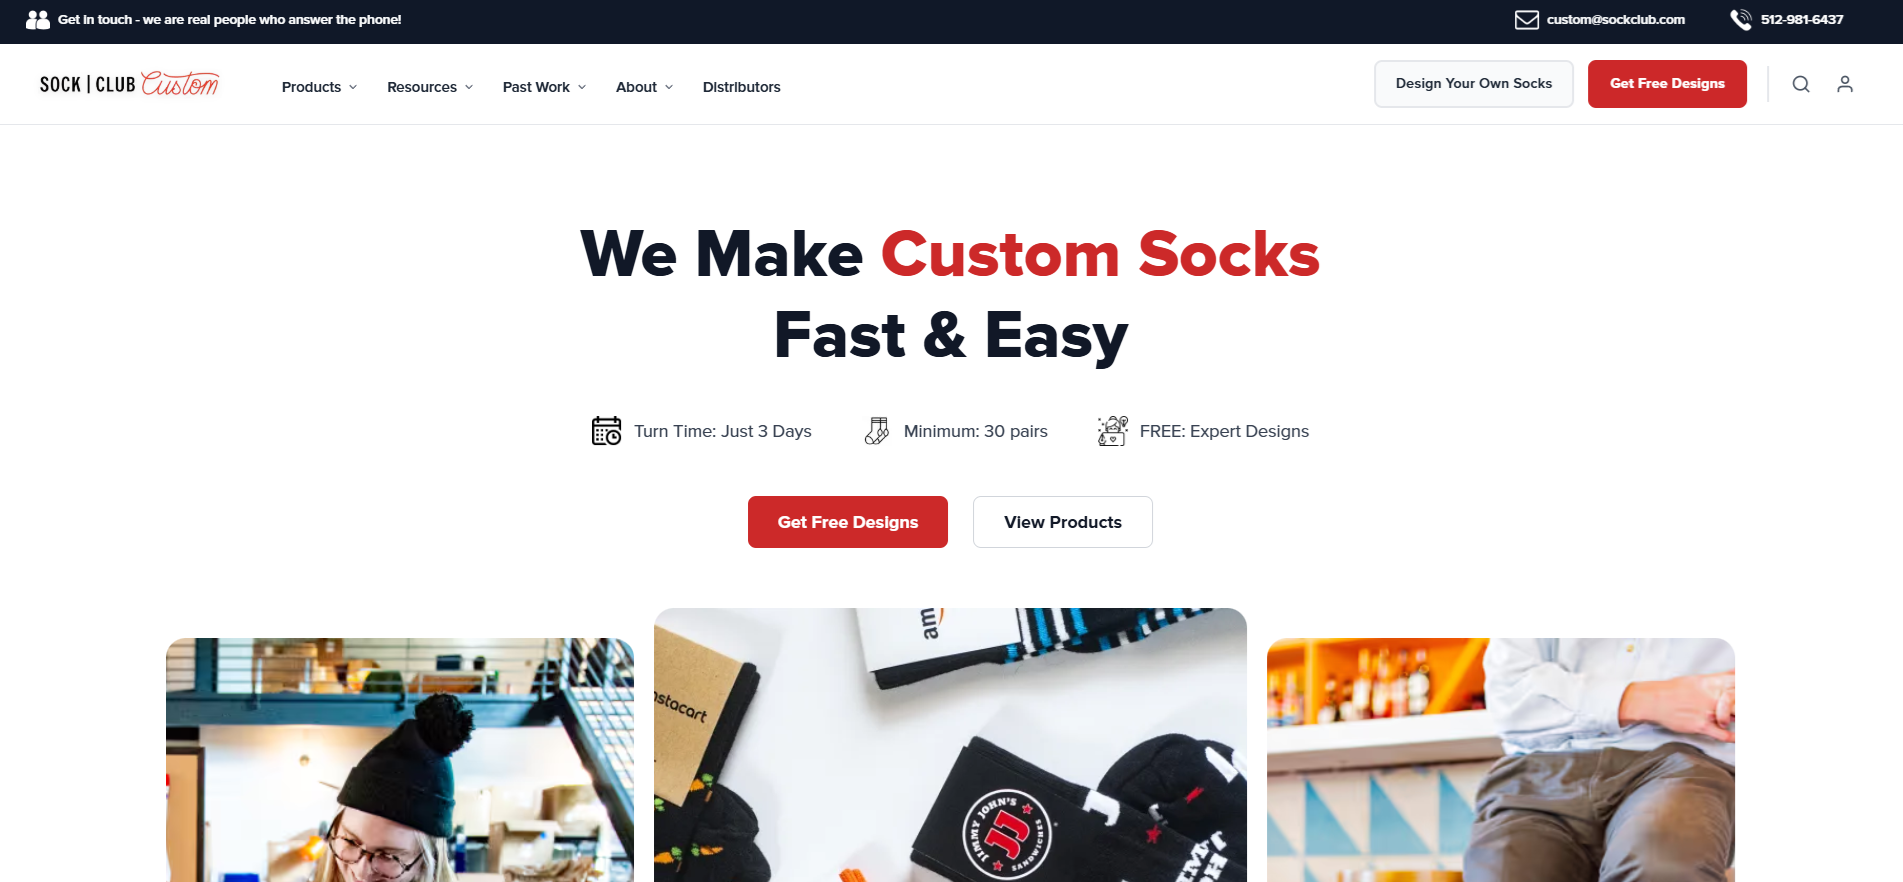 Get in touch - we are real people who answer the phone!
custom@sockclub.com
512-981-6437
SOCK | CLUB Custom
Products
Resources
Past Work
About
Distributors
Design Your Own Socks
Get Free Designs
We Make Custom Socks
Fast & Easy
Turn Time: Just 3 Days
Minimum: 30 pairs
FREE: Expert Designs
Get Free Designs
View Products
am
nstacart
JIMMY JOHN'S
JJ
SANDWICHES